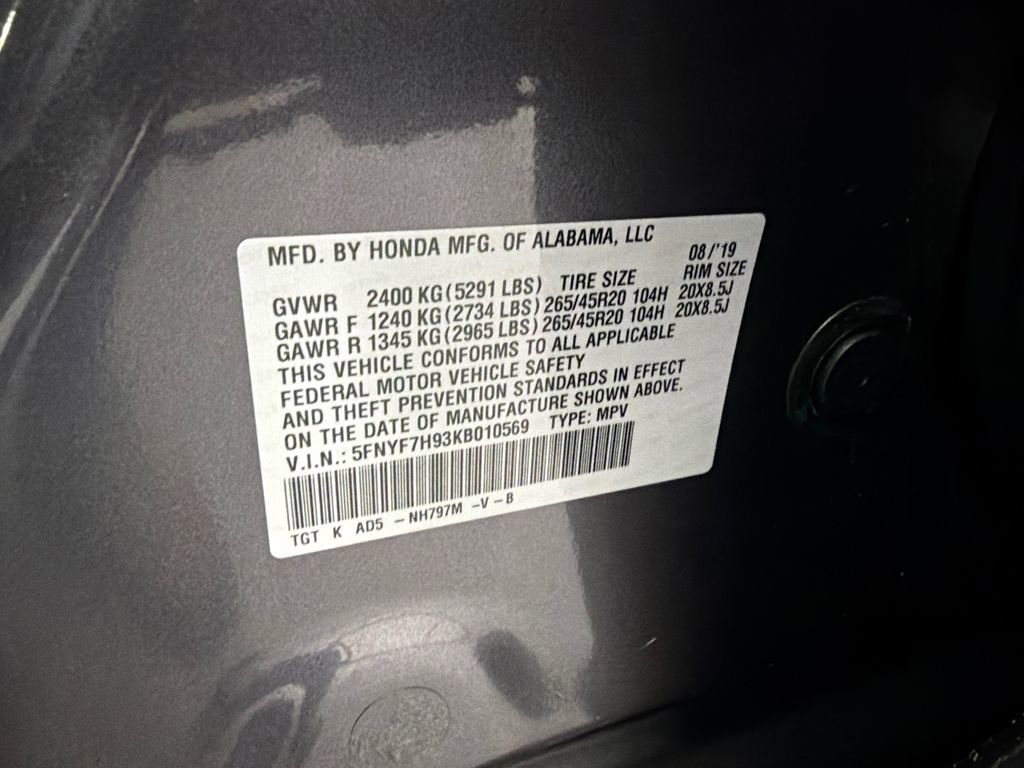 MFD. BY HONDA MFG. OF ALABAMA, LLC
08/'19
GVWR 2400 KG (5291 LBS) TIRE SIZE RIM SIZE
GAWR F 1240 KG (2734 LBS) 265/45R20 104H 20X8.5J
GAWR R 1345 KG (2965 LBS) 265/45R20 104H 20X8.5J
THIS VEHICLE CONFORMS TO ALL APPLICABLE
FEDERAL MOTOR VEHICLE SAFETY
AND THEFT PREVENTION STANDARDS IN EFFECT
ON THE DATE OF MANUFACTURE SHOWN ABOVE.
V.I.N.: 5FNYF7H93KB010569 TYPE: MPV
TGT K AD5 -NH797M -V-B